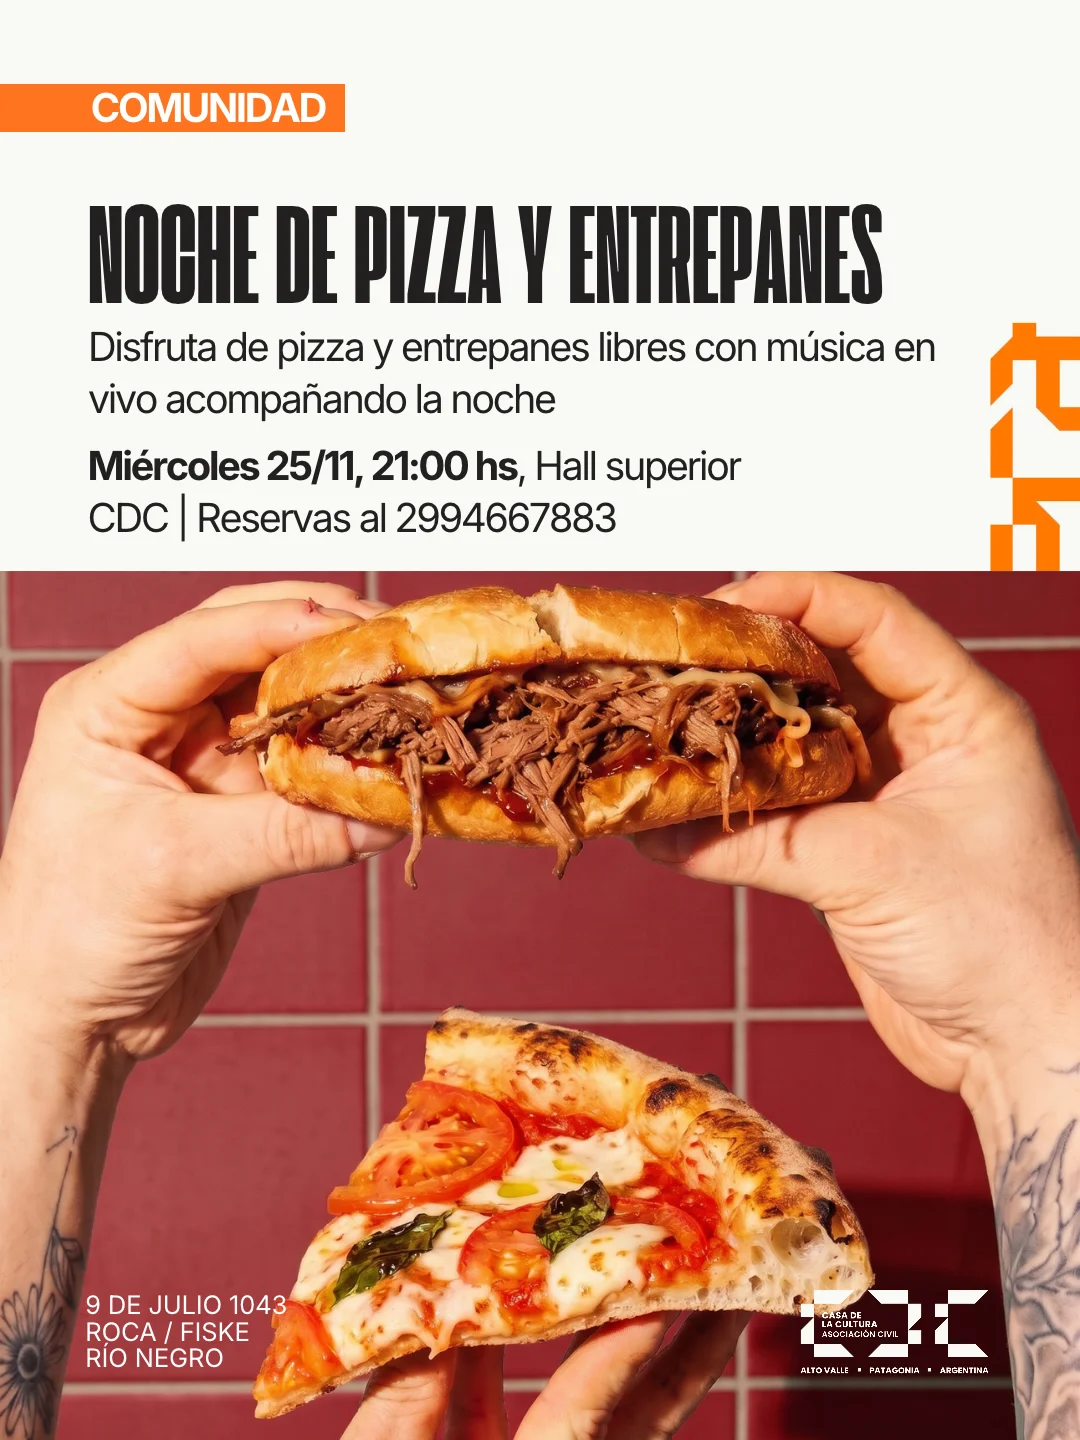 COMUNIDAD
NOCHE DE PIZZA Y ENTREPANES
Disfruta de pizza y entrepanes libres con música en
vivo acompañando la noche
Miércoles 25/11, 21:00 hs, Hall superior
CDC | Reservas al 2994667883
9 DE JULIO 1043
ROCA / FISKE
RÍO NEGRO
CDC
CASA DE
LA CULTURA
ASOCIACIÓN CIVIL
ALTO VALLE • PATAGONIA • ARGENTINA